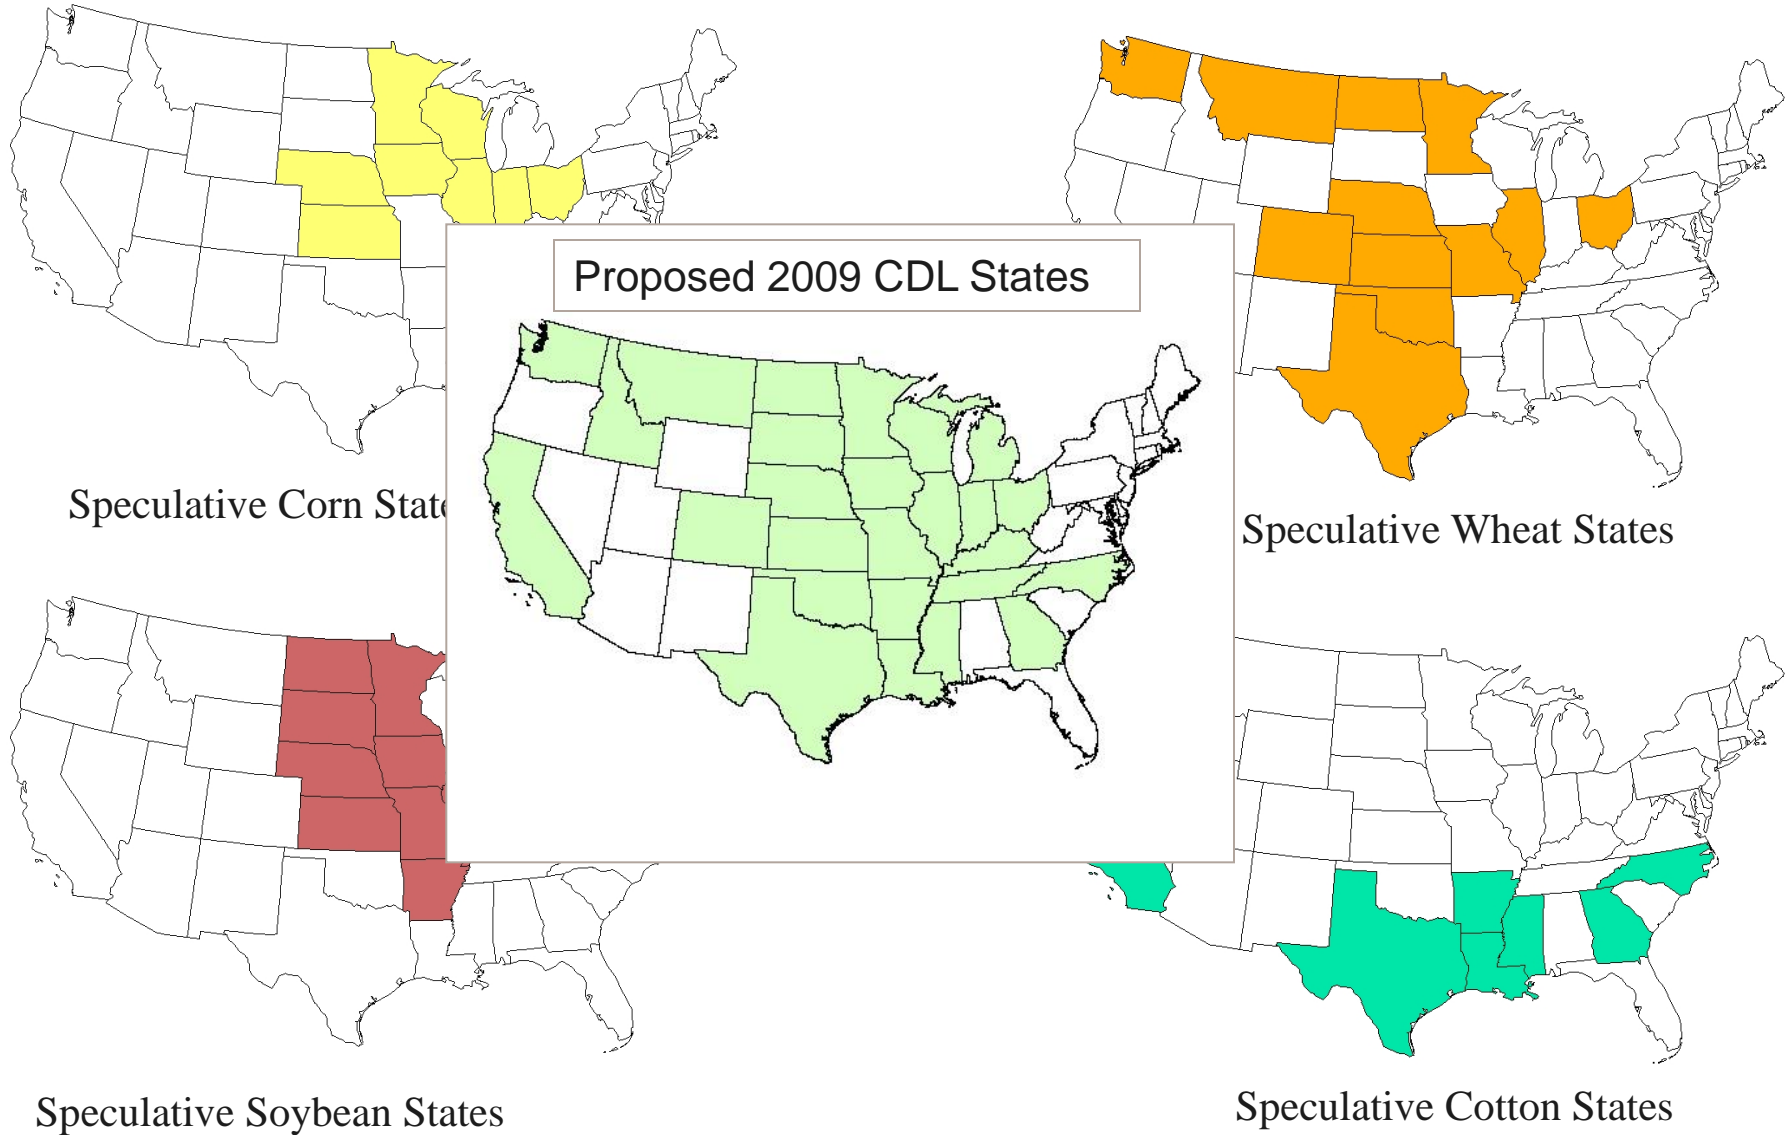 Proposed 2009 CDL States
Speculative Corn State
Speculative Wheat States
Speculative Soybean States
Speculative Cotton States